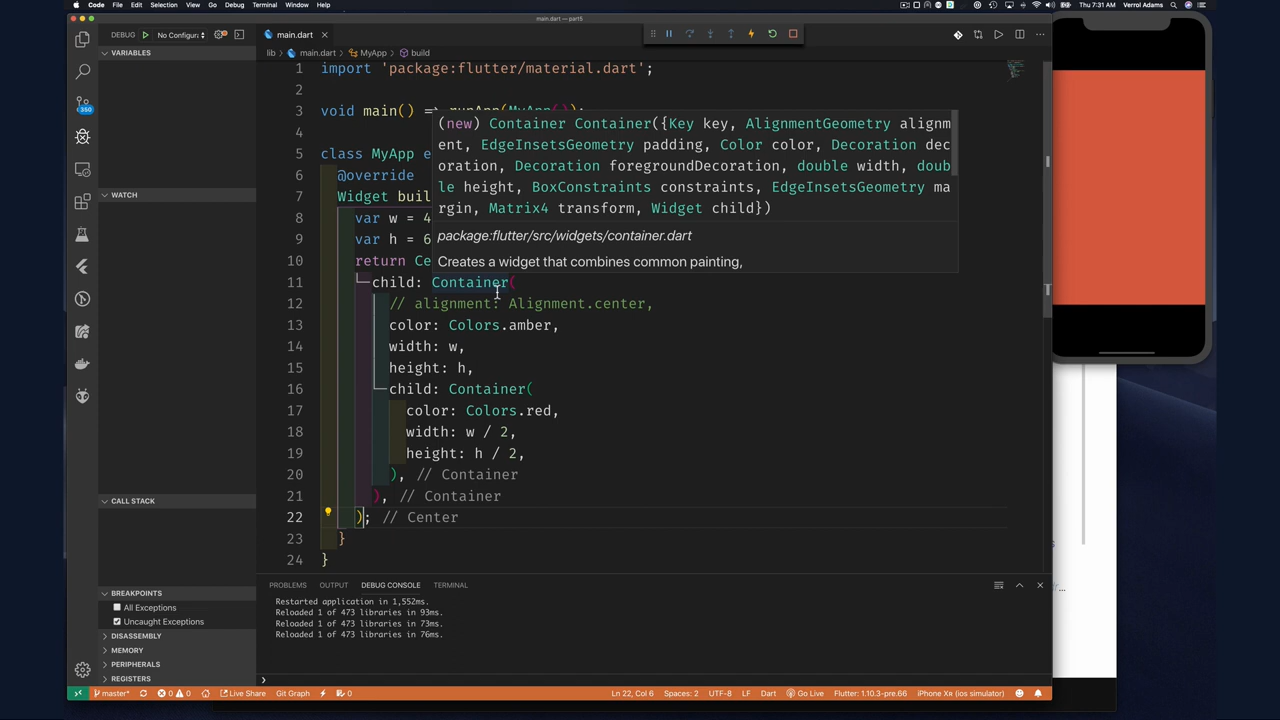 Code File Edit Selection View Go Debug Terminal Window Help
Thu 7:31 AM Verrol Adams
main.dart — part5
DEBUG No Configura
main.dart
lib > main.dart > MyApp > build
VARIABLES
WATCH
CALL STACK
BREAKPOINTS
All Exceptions
Uncaught Exceptions
DISASSEMBLY
MEMORY
PERIPHERALS
REGISTERS
350
1 import 'package:flutter/material.dart';
2
3 void main() => runApp(MyApp());
4
5 class MyApp e
6 @override
7 Widget buil
8 var w = 4
9 var h = 6
10 return Ce
11 child: Container(
12 // alignment: Alignment.center,
13 color: Colors.amber,
14 width: w,
15 height: h,
16 child: Container(
17 color: Colors.red,
18 width: w / 2,
19 height: h / 2,
20 ), // Container
21 ), // Container
22 ); // Center
23 }
24 }
(new) Container Container({Key key, AlignmentGeometry alignm
ent, EdgeInsetsGeometry padding, Color color, Decoration dec
oration, Decoration foregroundDecoration, double width, doub
le height, BoxConstraints constraints, EdgeInsetsGeometry ma
rgin, Matrix4 transform, Widget child})
package:flutter/src/widgets/container.dart
Creates a widget that combines common painting,
PROBLEMS OUTPUT DEBUG CONSOLE TERMINAL
Restarted application in 1,552ms.
Reloaded 1 of 473 libraries in 93ms.
Reloaded 1 of 473 libraries in 73ms.
Reloaded 1 of 473 libraries in 76ms.
master* 0 0 Live Share Git Graph 0
Ln 22, Col 6 Spaces: 2 UTF-8 LF Dart Go Live Flutter: 1.10.3-pre.66